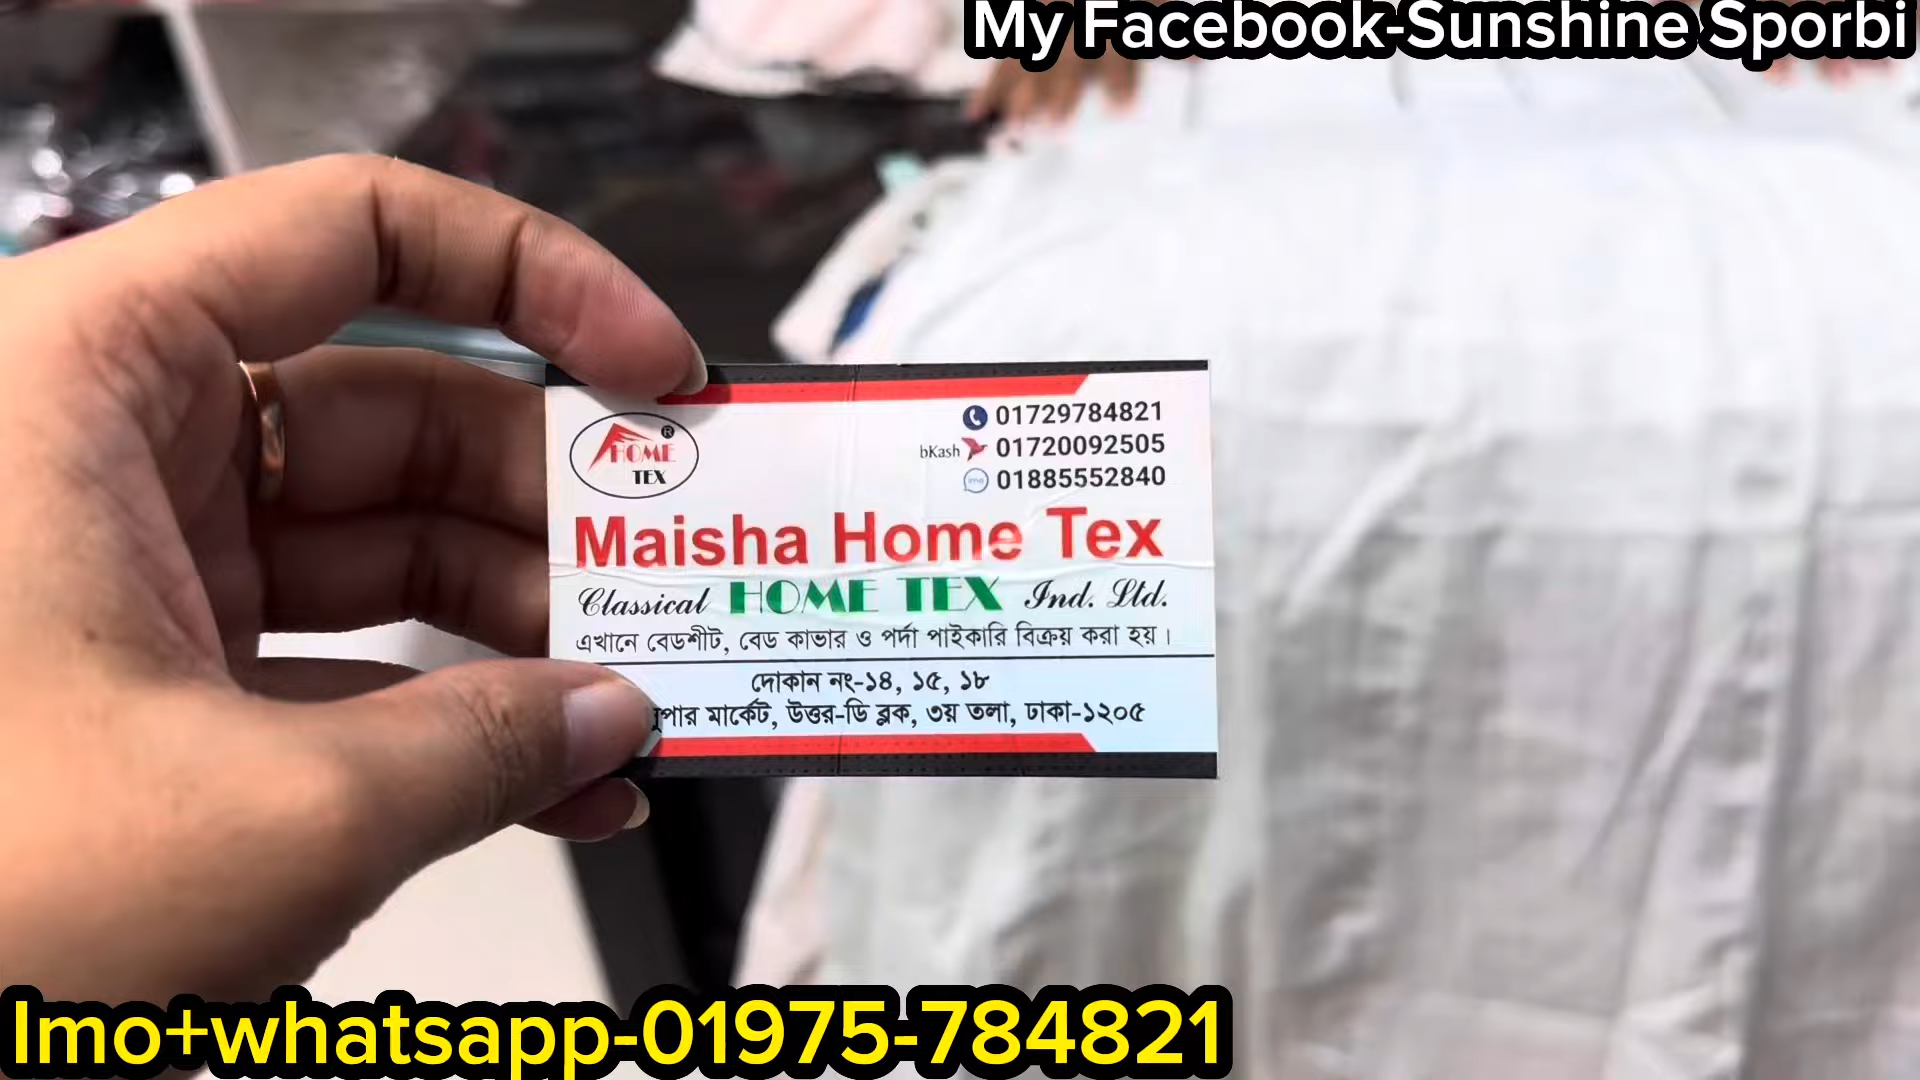 My Facebook-Sunshine Sporbi
HOME ®
TEX
01729784821
bKash 01720092505
imo 01885552840
Maisha Home Tex
Classical HOME TEX Ind. Ltd.
এখানে বেডশীট, বেড কাভার ও পর্দা পাইকারি বিক্রয় করা হয়।
দোকান নং-১৪, ১৫, ১৮
মার্কেট, উত্তর-ডি ব্লক, ৩য় তলা, ঢাকা-১২০৫
Imo+whatsapp-01975-784821